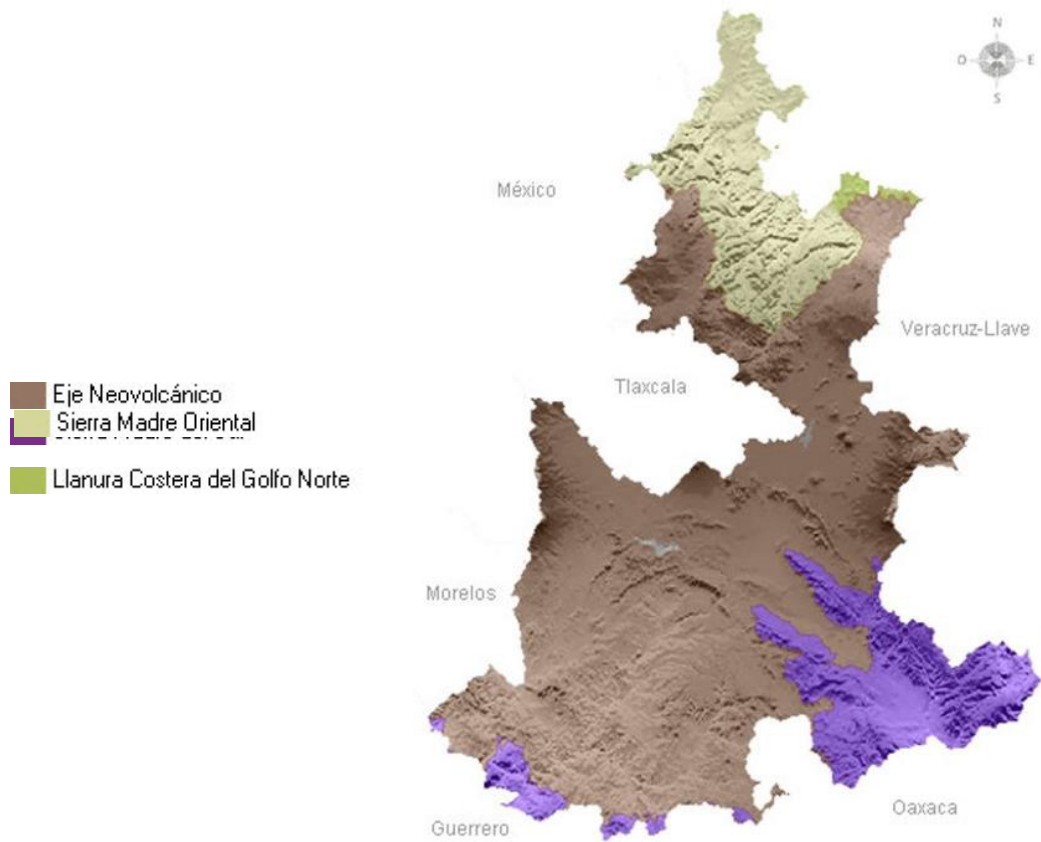 N
O E
S
México
Veracruz-Llave
Tlaxcala
Eje Neovolcánico
Sierra Madre Oriental
Llanura Costera del Golfo Norte
Morelos
Oaxaca
Guerrero